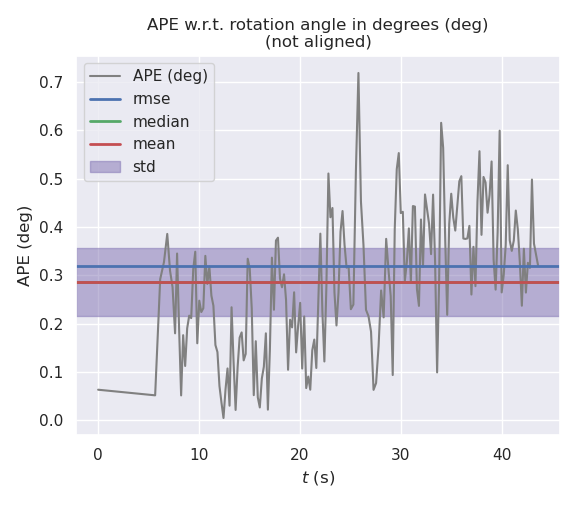 APE w.r.t. rotation angle in degrees (deg)
(not aligned)
APE (deg)
rmse
median
mean
std
APE (deg)
0.7
0.6
0.5
0.4
0.3
0.2
0.1
0.0
0 10 20 30 40
t (s)